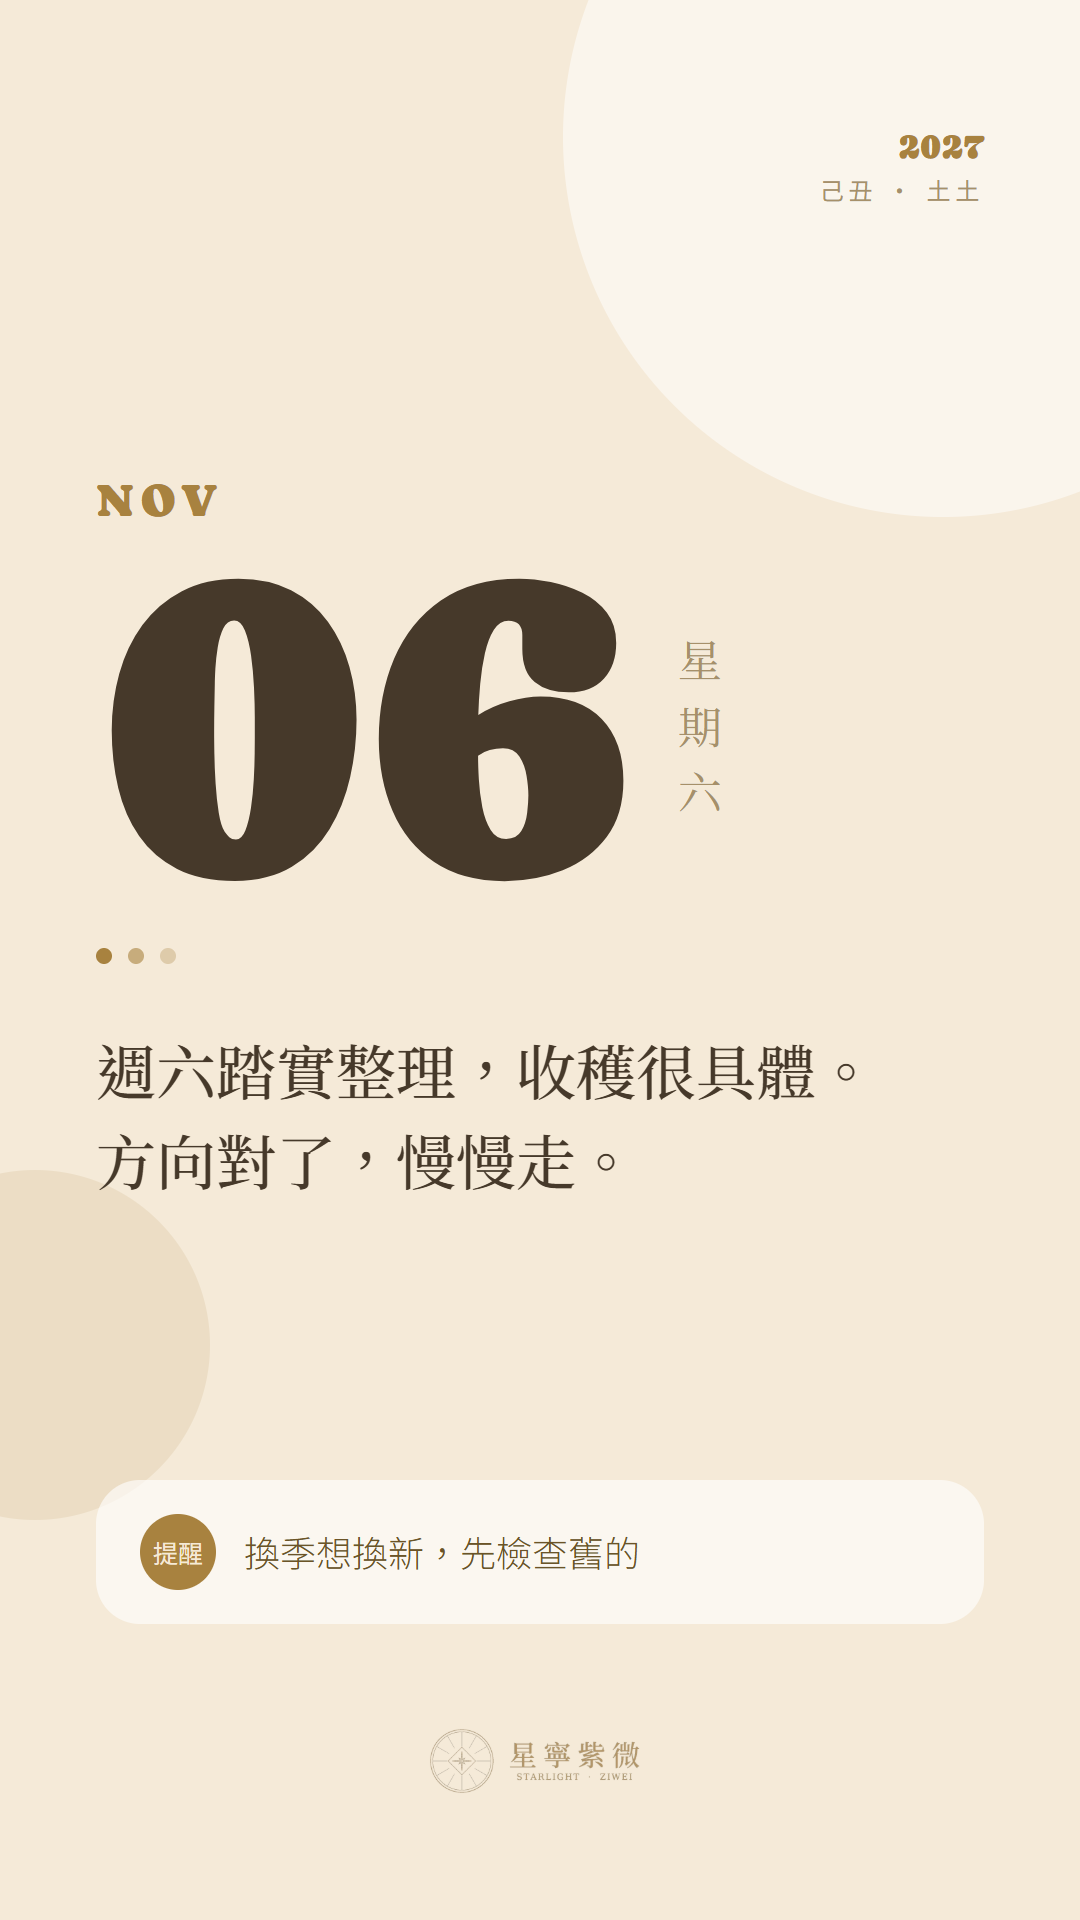 2027
己丑 · 土土
NOV
06
星期六
週六踏實整理，收穫很具體。
方向對了，慢慢走。
提醒 換季想換新，先檢查舊的
星寧紫微
STARLIGHT · ZIWEI